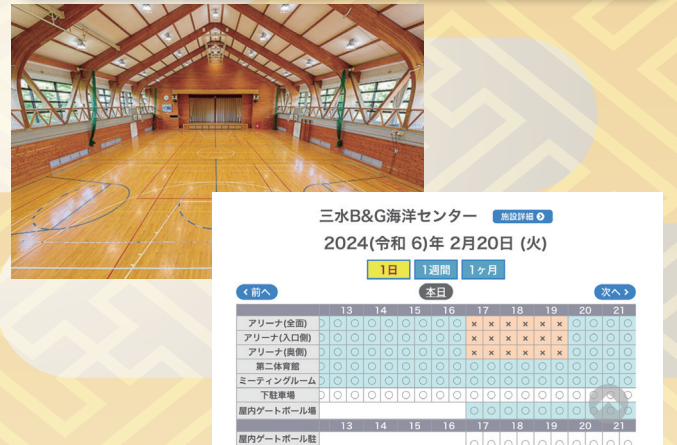 三水B&G海洋センター 施設詳細
2024(令和 6)年 2月20日 (火)
1日 1週間 1ヶ月
前へ 本日 次へ
13 14 15 16 17 18 19 20 21
アリーナ(全面) ○ ○ ○ ○ ○ ○ ○ ○ ○ × × × × × × ○ ○ ○ ○
アリーナ(入口側) ○ ○ ○ ○ ○ ○ ○ ○ ○ × × × × × × ○ ○ ○ ○
アリーナ(奥側) ○ ○ ○ ○ ○ ○ ○ ○ ○ × × × × × × ○ ○ ○ ○
第二体育館 ○ ○ ○ ○ ○ ○ ○ ○ ○ ○ ○ ○ ○ ○ ○ ○ ○ ○ ○
ミーティングルーム ○ ○ ○ ○ ○ ○ ○ ○ ○ ○ ○ ○ ○ ○ ○ ○ ○ ○ ○
下駐車場 ○ ○ ○ ○ ○ ○ ○ ○ ○ ○ ○ ○ ○ ○ ○ ○ ○ ○ ○
屋内ゲートボール場 ○ ○ ○ ○ ○ ○ ○ ○ ○ ○
13 14 15 16 17 18 19 20 21
屋内ゲートボール駐 ○ ○ ○ ○ ○ ○ ○ ○ ○ ○